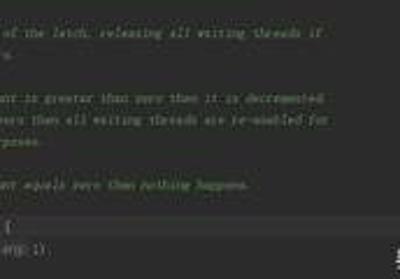 of the latch, releasing all waiting threads if
o.
nt is greater than zero then it is decremented
zero then all waiting threads are re-enabled for
rposes.
nt equals zero then nothing happens.
{
(1)